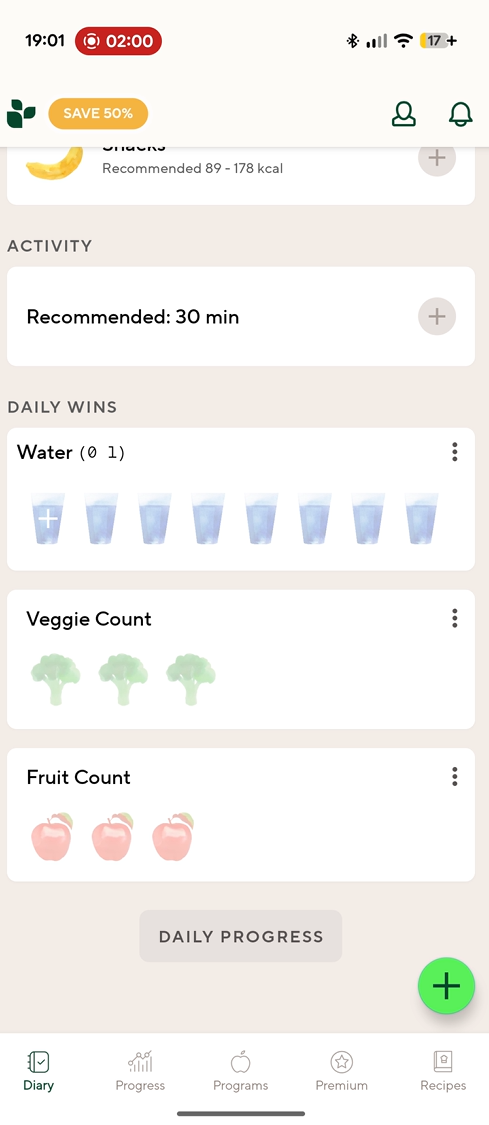 19:01
02:00
17+
SAVE 50%
Snacks
Recommended 89 - 178 kcal
ACTIVITY
Recommended: 30 min
DAILY WINS
Water (0 l)
Veggie Count
Fruit Count
DAILY PROGRESS
Diary
Progress
Programs
Premium
Recipes